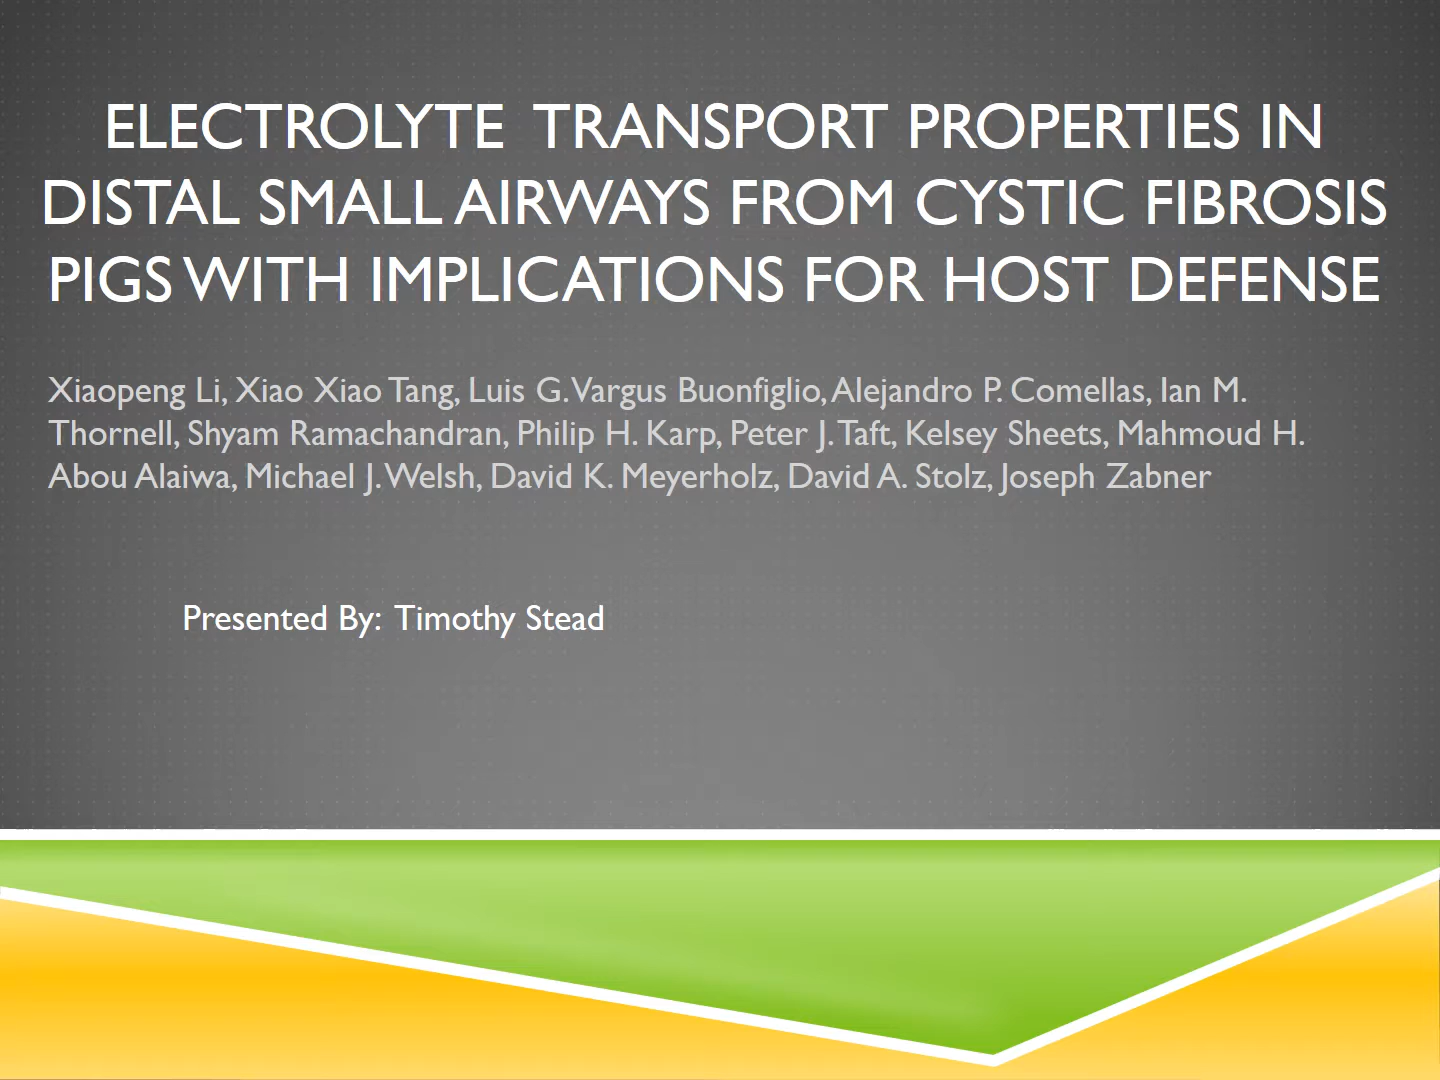 ELECTROLYTE TRANSPORT PROPERTIES IN
DISTAL SMALL AIRWAYS FROM CYSTIC FIBROSIS
PIGS WITH IMPLICATIONS FOR HOST DEFENSE
Xiaopeng Li, Xiao Xiao Tang, Luis G. Vargus Buonfiglio, Alejandro P. Comellas, Ian M.
Thornell, Shyam Ramachandran, Philip H. Karp, Peter J. Taft, Kelsey Sheets, Mahmoud H.
Abou Alaiwa, Michael J. Welsh, David K. Meyerholz, David A. Stolz, Joseph Zabner
Presented By: Timothy Stead